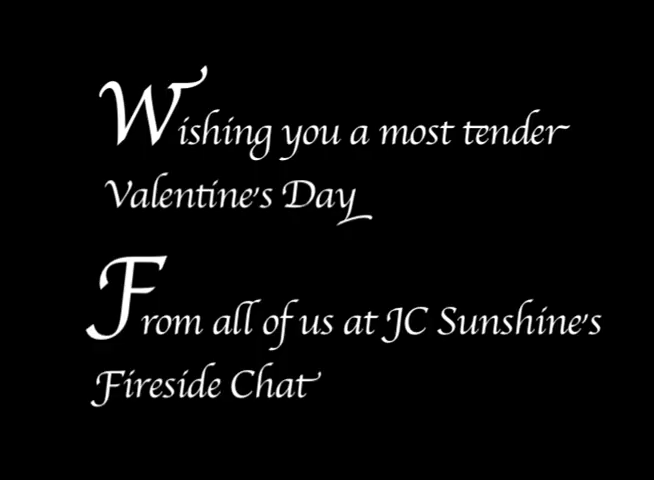 Wishing you a most tender
Valentine's Day
From all of us at JC Sunshine's
Fireside Chat